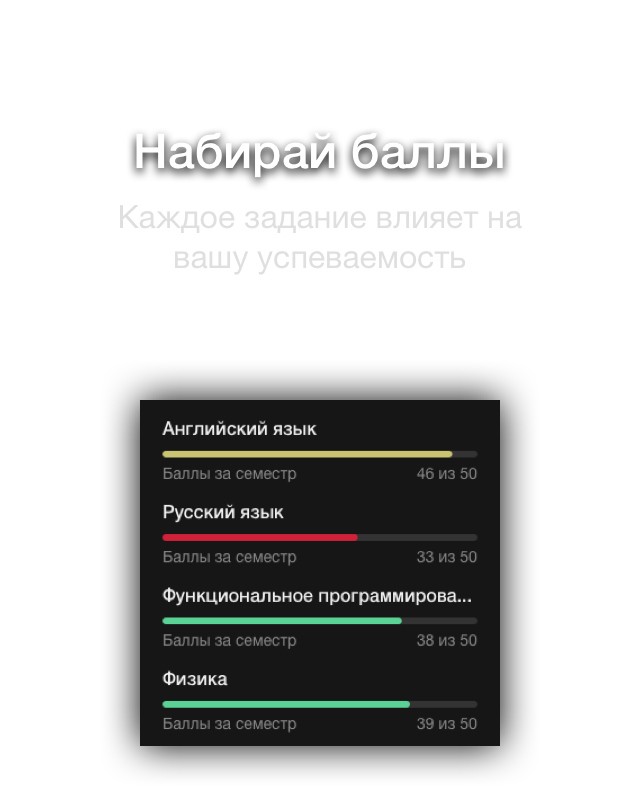 Набирай баллы
Каждое задание влияет на
вашу успеваемость
Английский язык
Баллы за семестр 46 из 50
Русский язык
Баллы за семестр 33 из 50
Функциональное программирова...
Баллы за семестр 38 из 50
Физика
Баллы за семестр 39 из 50